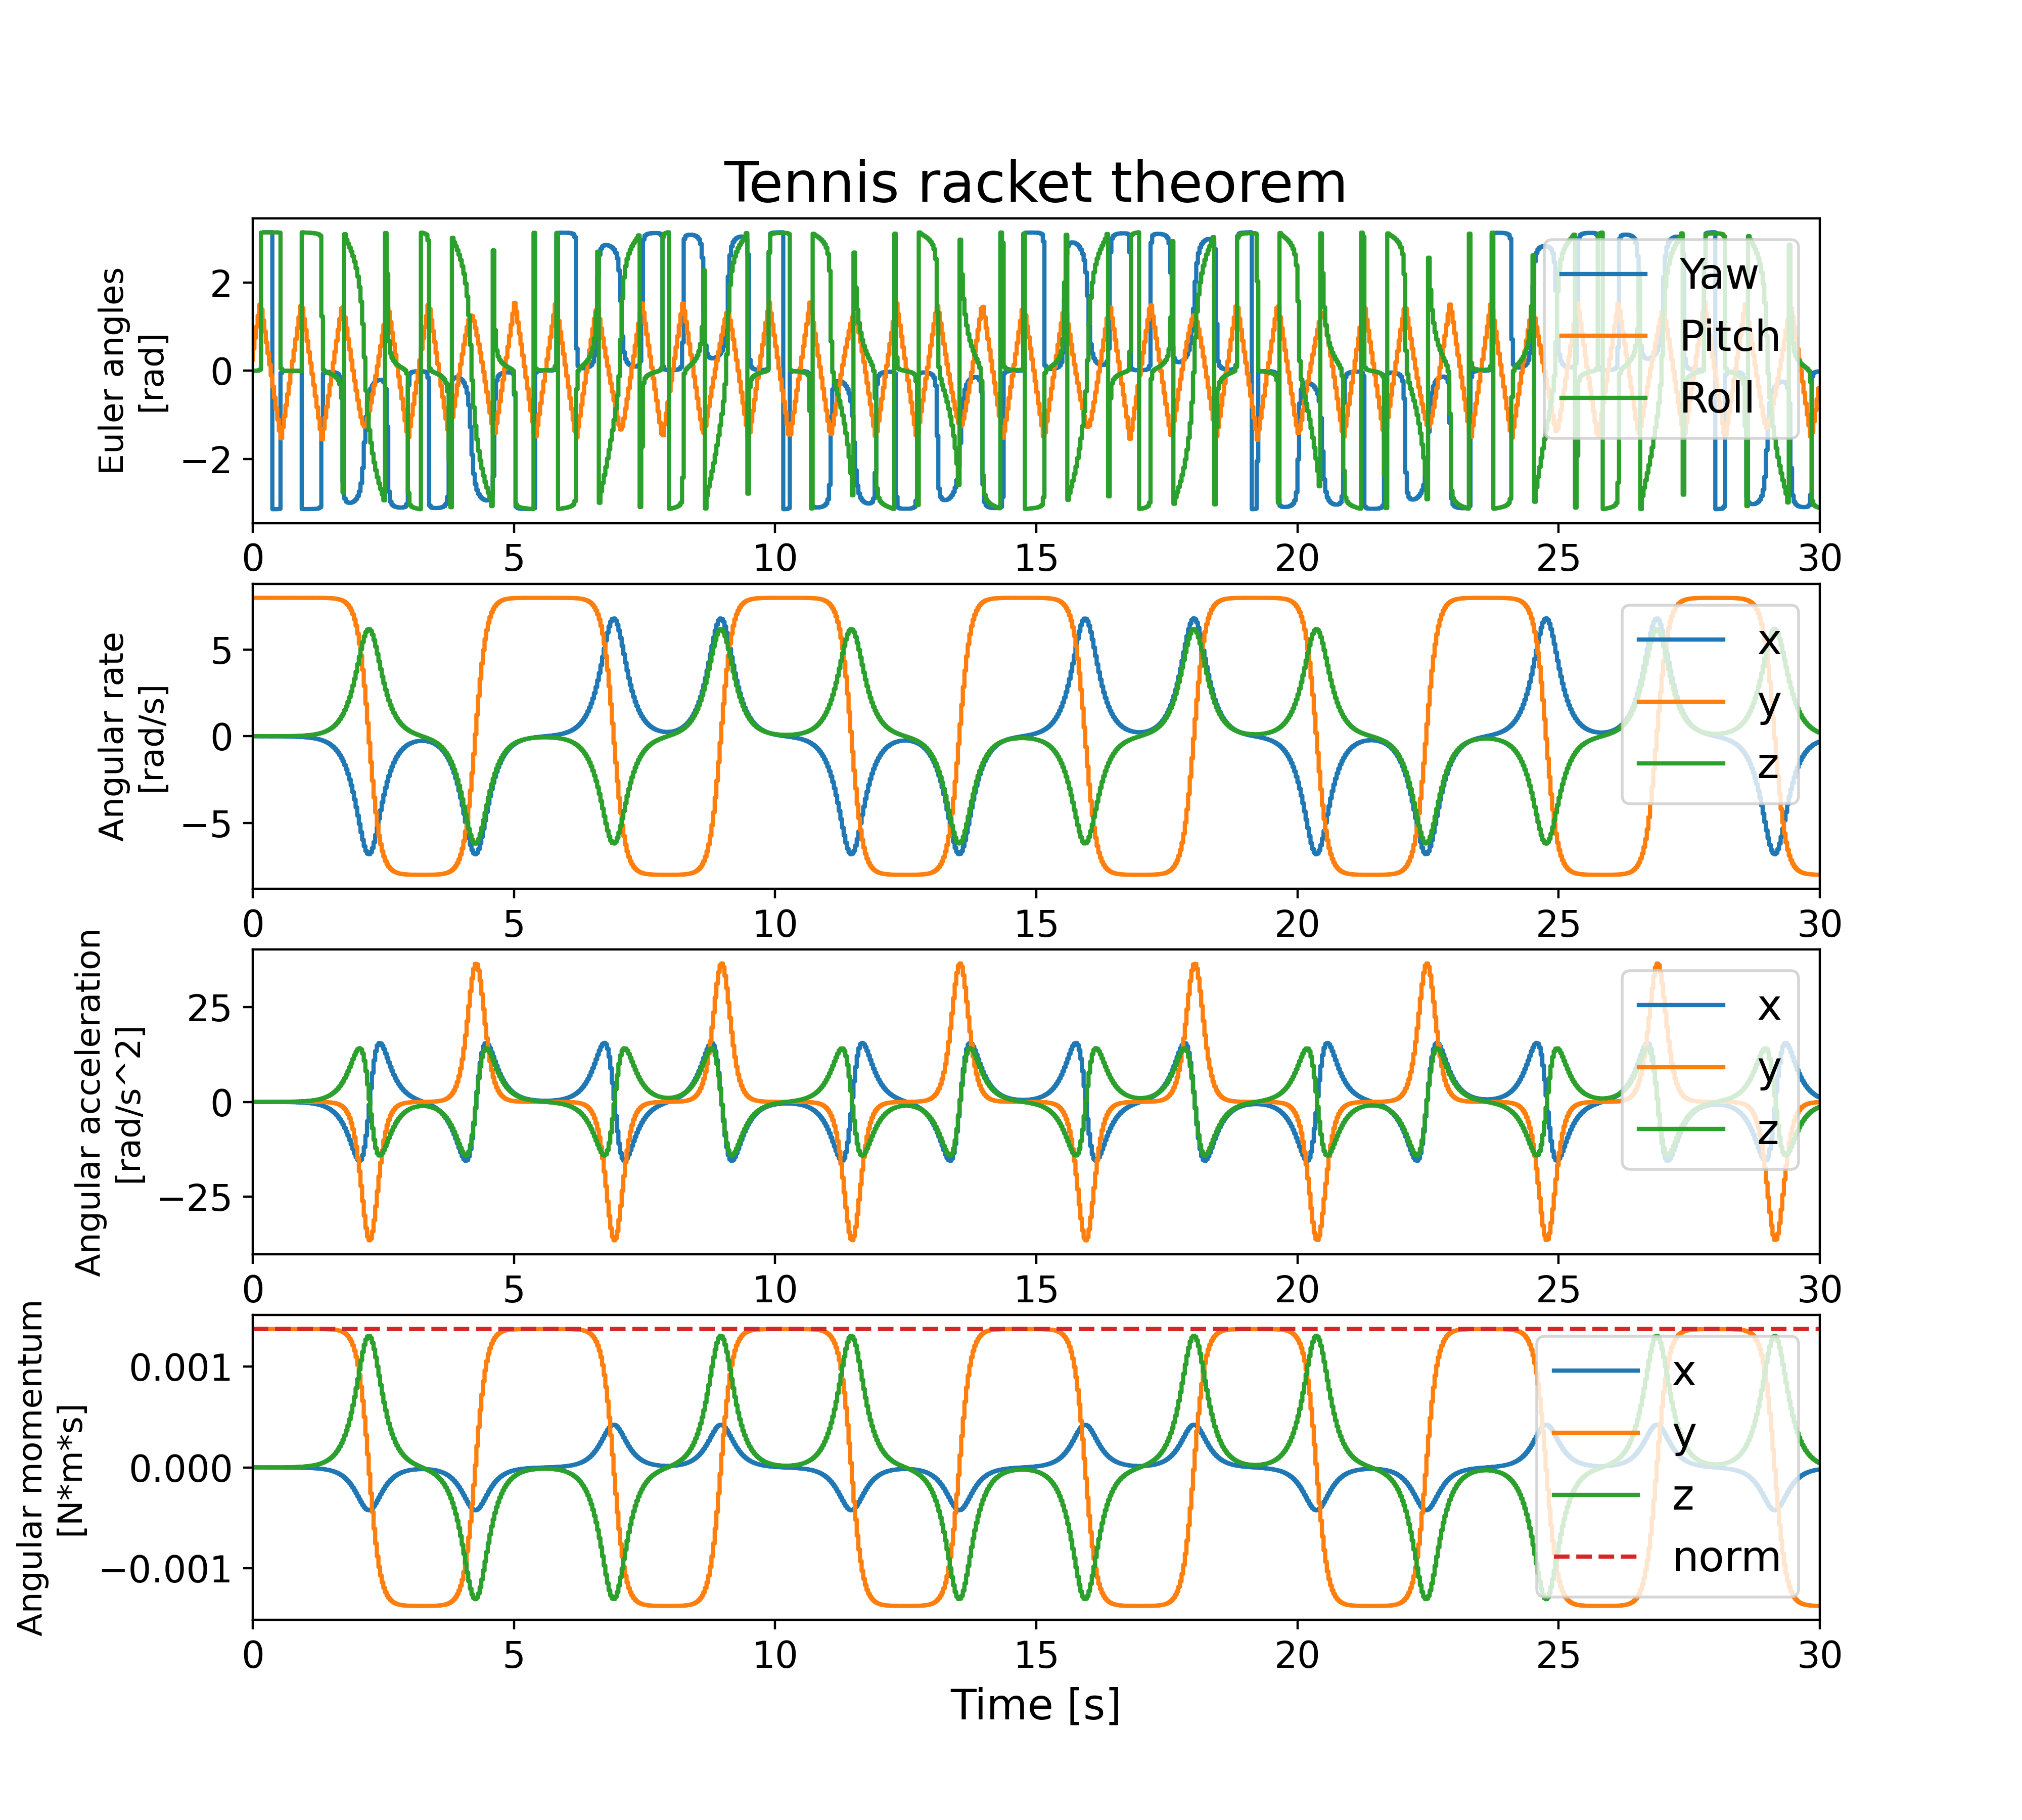 Tennis racket theorem
Euler angles
[rad]
2
0
−2
Yaw
Pitch
Roll
0 5 10 15 20 25 30
Angular rate
[rad/s]
5
0
−5
x
y
z
0 5 10 15 20 25 30
Angular acceleration
[rad/s^2]
25
0
−25
x
y
z
0 5 10 15 20 25 30
Angular momentum
[N*m*s]
0.001
0.000
−0.001
x
y
z
norm
0 5 10 15 20 25 30
Time [s]